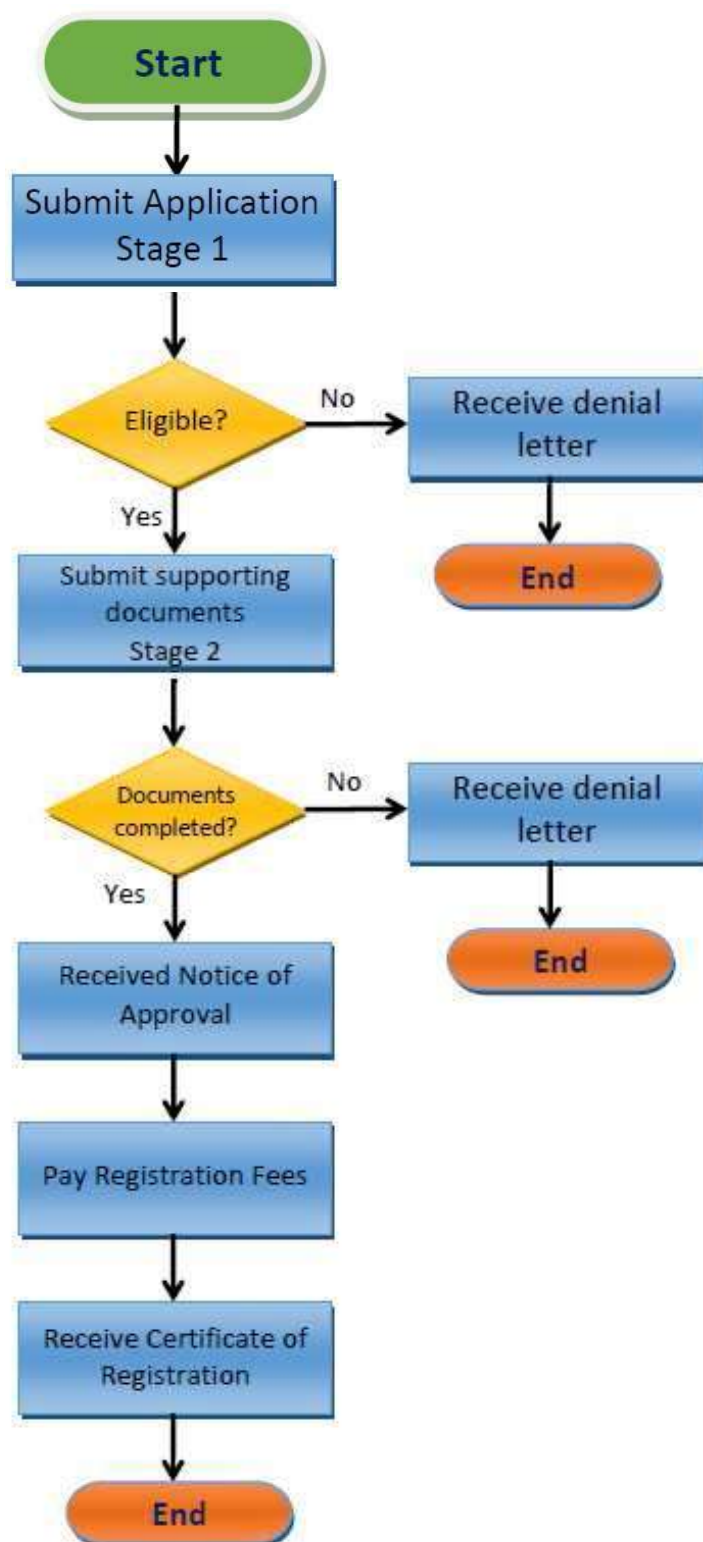 Start
Submit Application
Stage 1
Eligible?
No
Receive denial
letter
End
Yes
Submit supporting
documents
Stage 2
Documents
completed?
No
Receive denial
letter
End
Yes
Received Notice of
Approval
Pay Registration Fees
Receive Certificate of
Registration
End